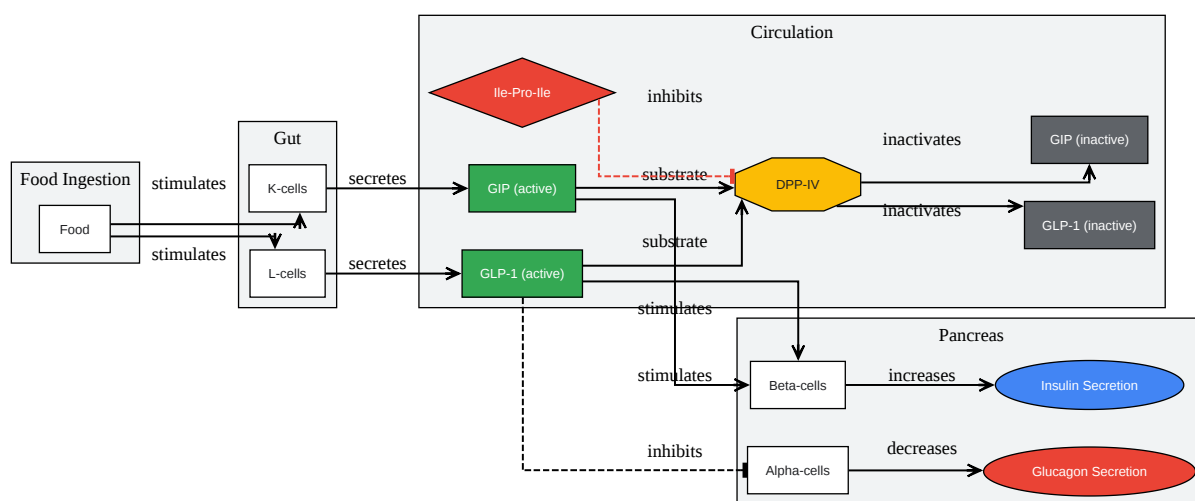 Circulation
Ile-Pro-Ile
inhibits
Gut
inactivates
GIP (inactive)
Food Ingestion
stimulates
K-cells
secretes
GIP (active)
substrate
DPP-IV
Food
inactivates
GLP-1 (inactive)
stimulates
L-cells
secretes
GLP-1 (active)
substrate
stimulates
Pancreas
stimulates
Beta-cells
increases
Insulin Secretion
inhibits
Alpha-cells
decreases
Glucagon Secretion